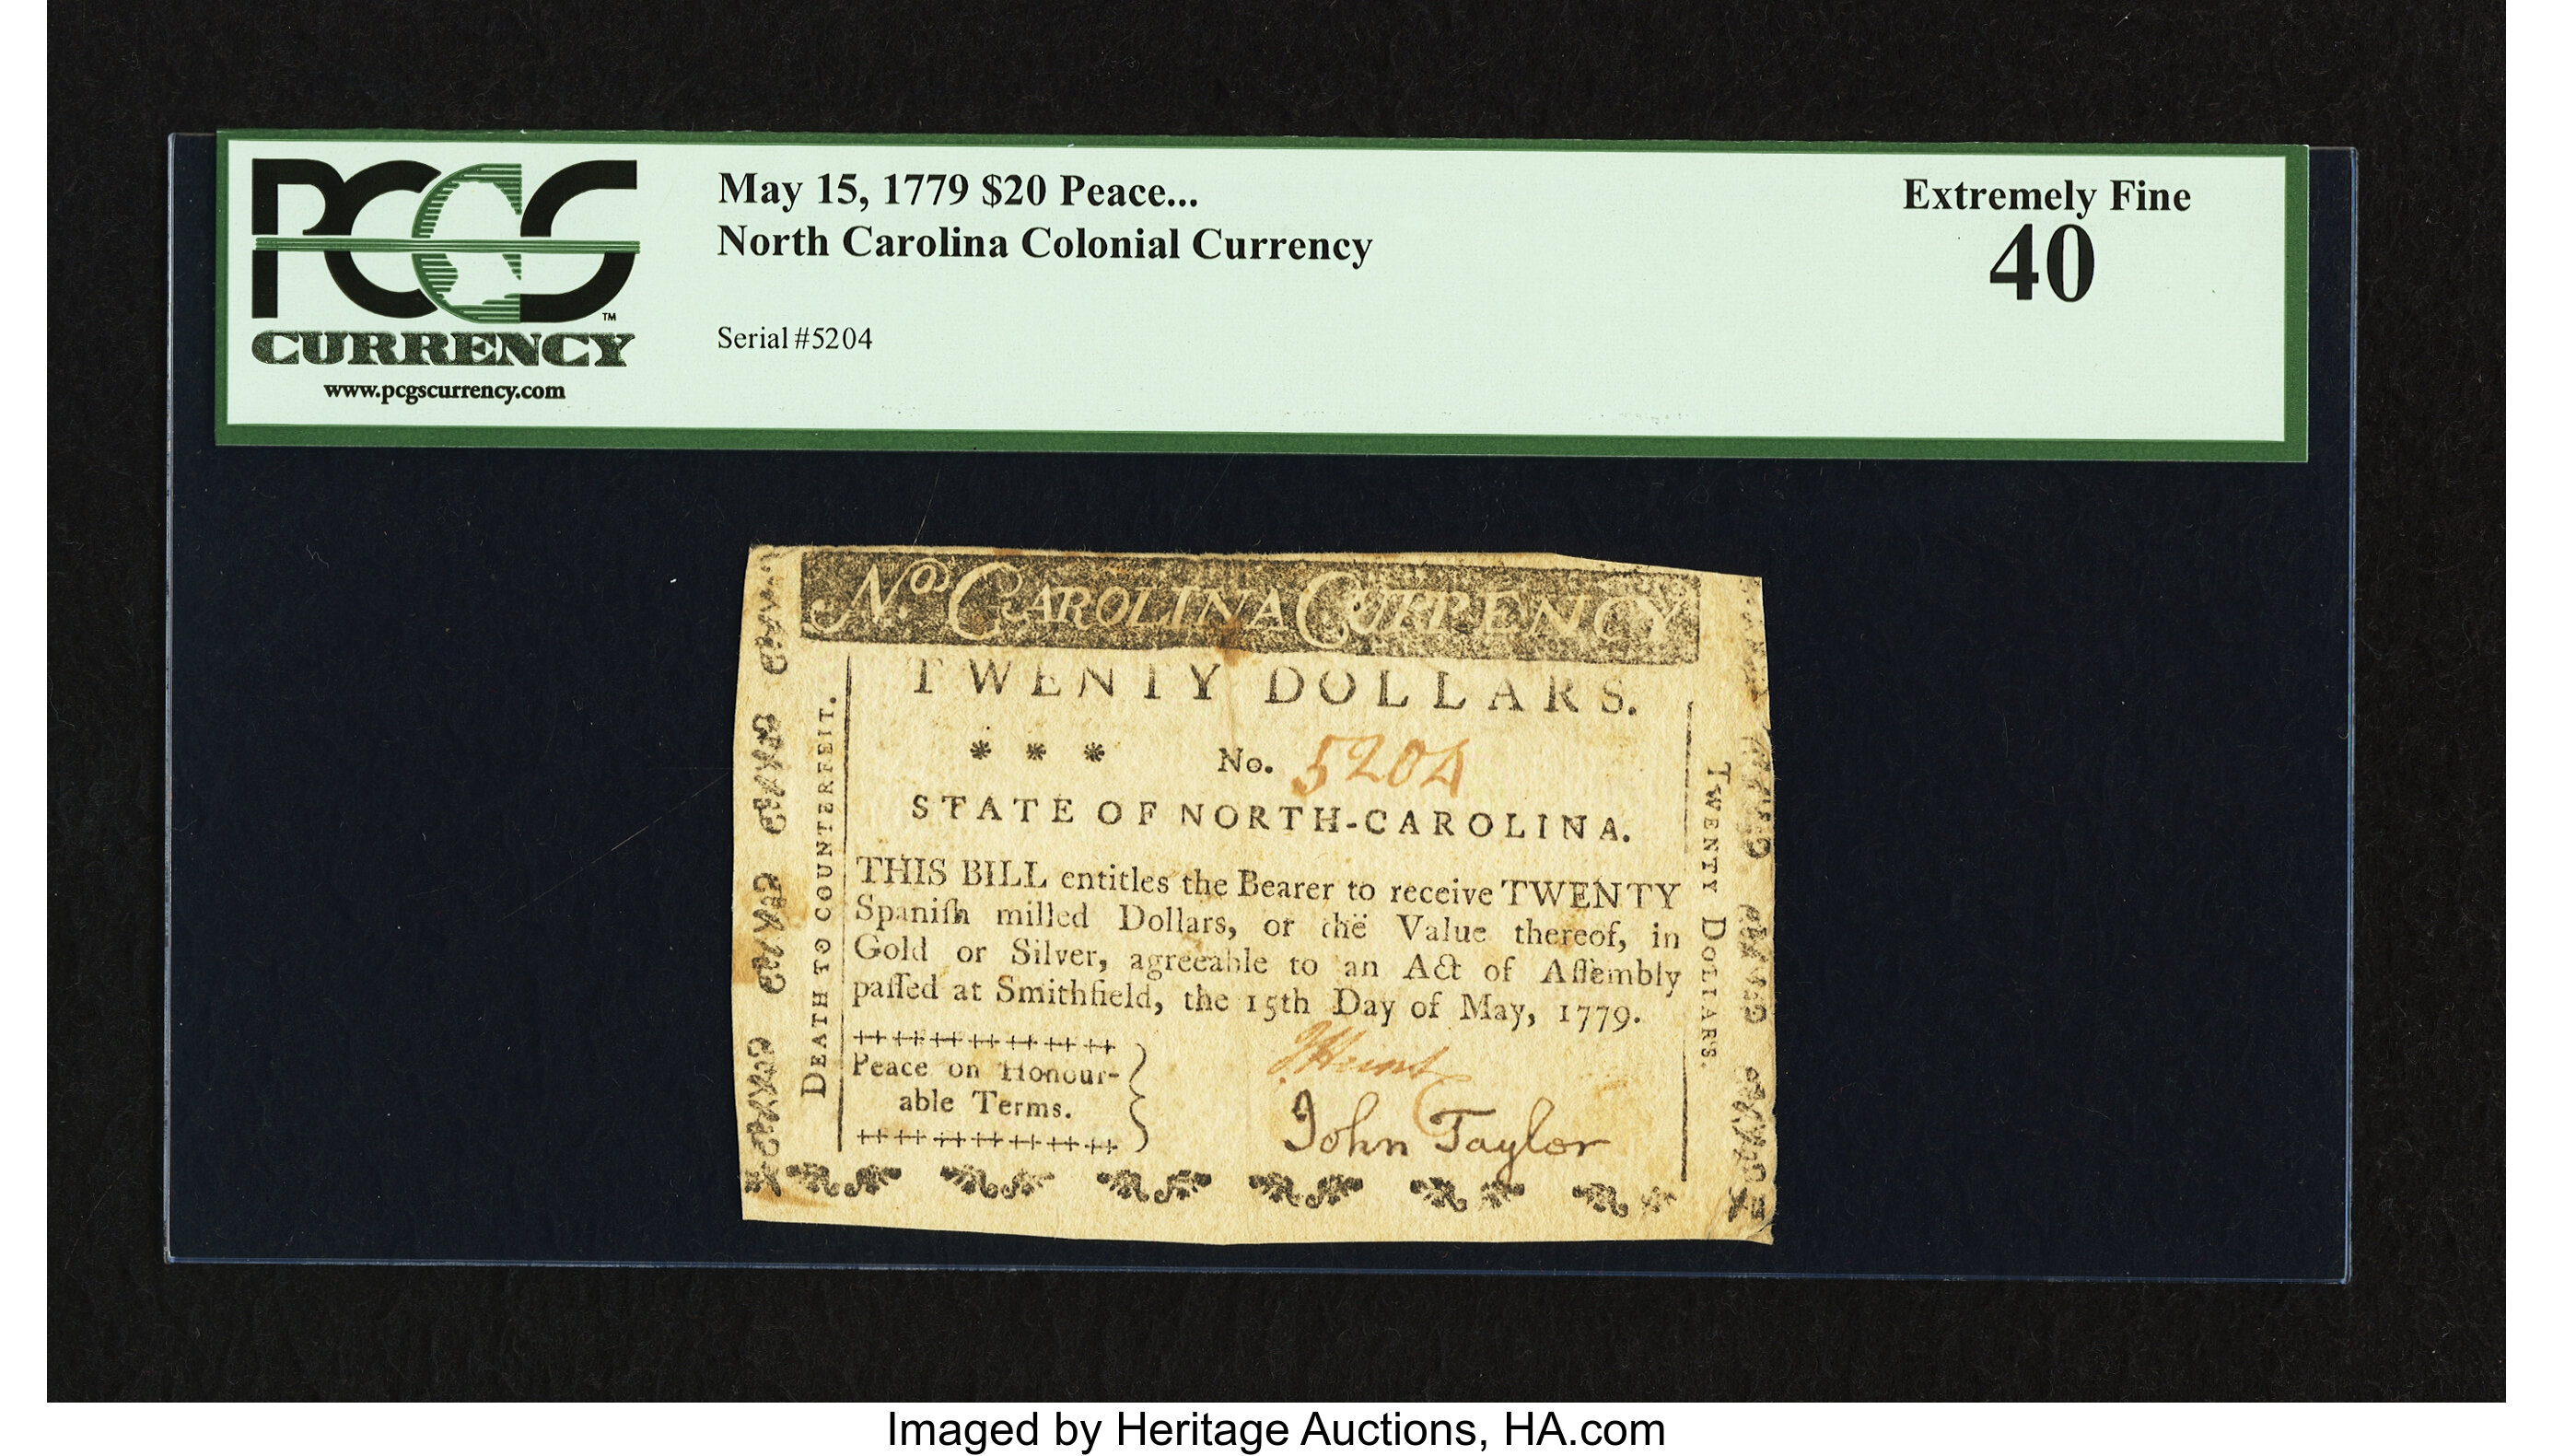 PCGS
CURRENCY
www.pcgscurrency.com
May 15, 1779 $20 Peace...
North Carolina Colonial Currency
Serial #5204
Extremely Fine
40
No. CAROLINA CURRENCY
TWENTY DOLLARS.
* * * No. 5204
STATE OF NORTH-CAROLINA.
THIS BILL entitles the Bearer to receive TWENTY
Spaniſh milled Dollars, or the Value thereof, in
Gold or Silver, agreeable to an Act of Aſſembly
paſſed at Smithfield, the 15th Day of May, 1779.
Peace on Honour-
able Terms.
JHunt
John Taylor
DEATH TO COUNTERFEIT.
TWENTY DOLLARS.
Imaged by Heritage Auctions, HA.com